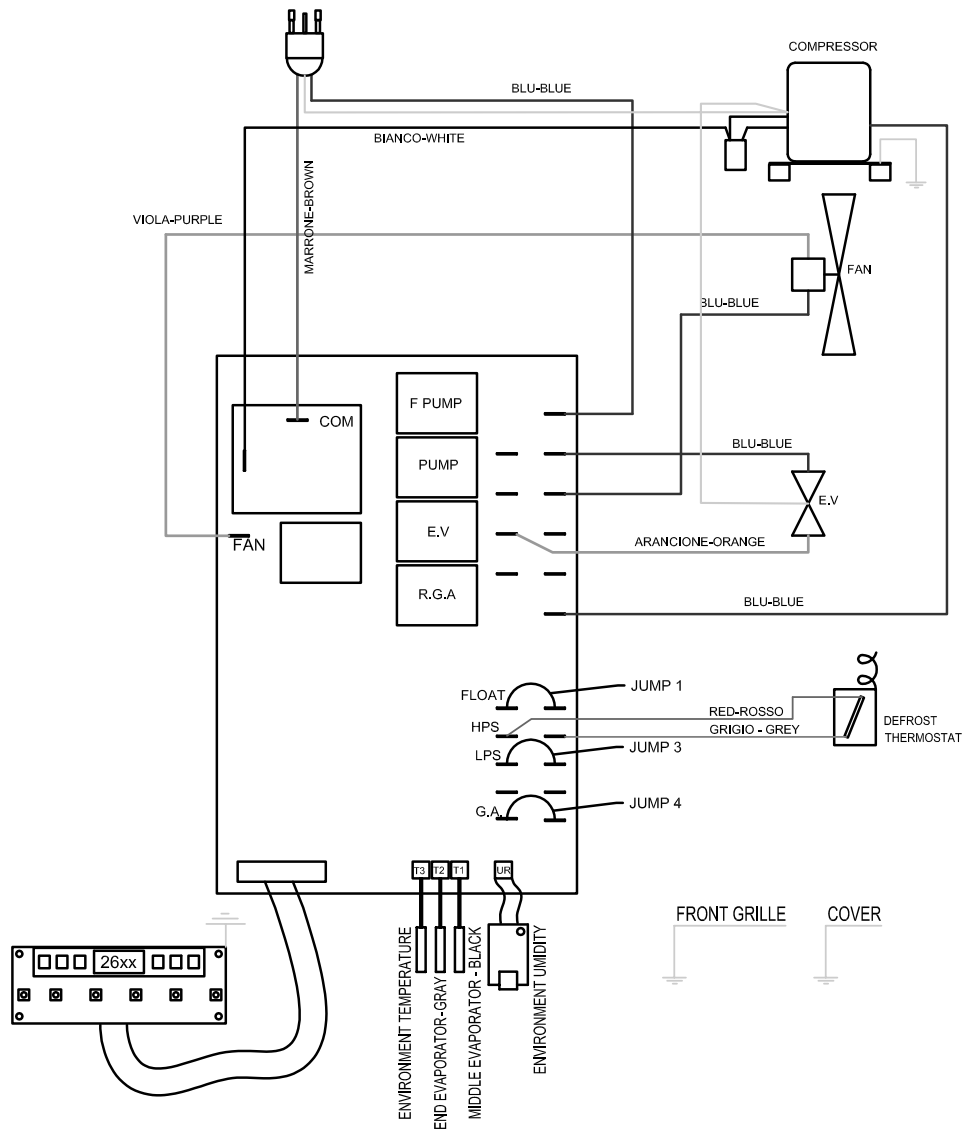 COMPRESSOR
BLU-BLUE
BIANCO-WHITE
MARRONE-BROWN
VIOLA-PURPLE
FAN
BLU-BLUE
F PUMP
COM
PUMP
BLU-BLUE
E.V
E.V
ARANCIONE-ORANGE
FAN
R.G.A
BLU-BLUE
FLOAT
JUMP 1
RED-ROSSO
HPS
GRIGIO - GREY
DEFROST
THERMOSTAT
LPS
JUMP 3
G.A.
JUMP 4
T3
T2
T1
UR
FRONT GRILLE
COVER
26xx
ENVIRONMENT TEMPERATURE
END EVAPORATOR-GRAY
MIDDLE EVAPORATOR - BLACK
ENVIRONMENT UMIDITY